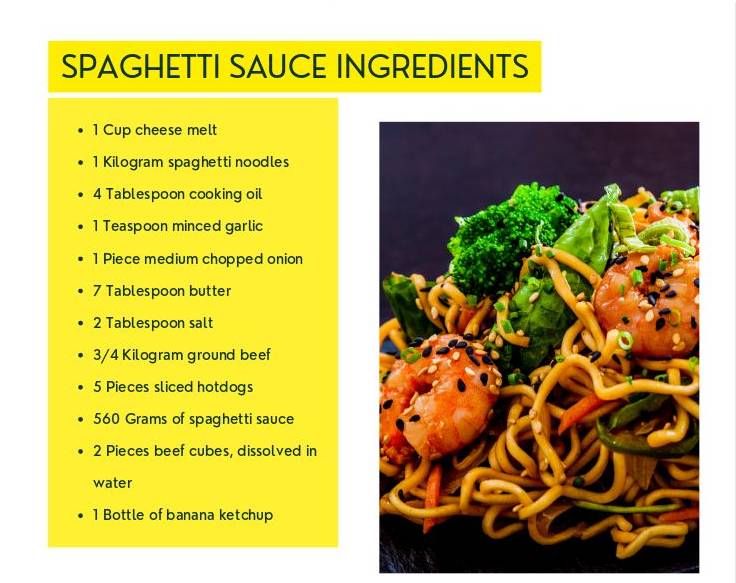 SPAGHETTI SAUCE INGREDIENTS
• 1 Cup cheese melt
• 1 Kilogram spaghetti noodles
• 4 Tablespoon cooking oil
• 1 Teaspoon minced garlic
• 1 Piece medium chopped onion
• 7 Tablespoon butter
• 2 Tablespoon salt
• 3/4 Kilogram ground beef
• 5 Pieces sliced hotdogs
• 560 Grams of spaghetti sauce
• 2 Pieces beef cubes, dissolved in
water
• 1 Bottle of banana ketchup